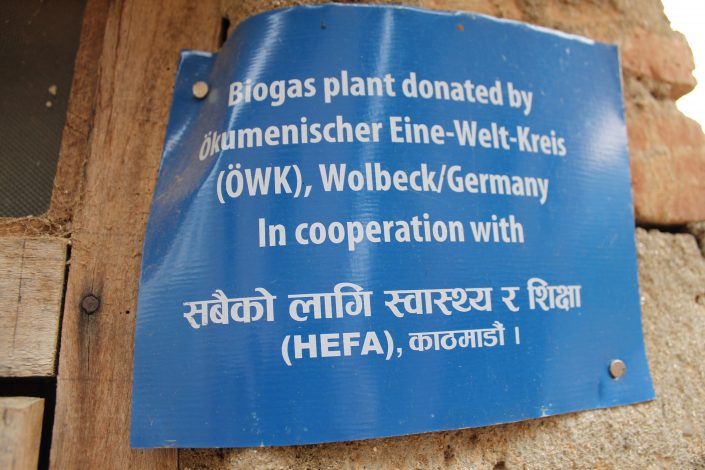 Biogas plant donated by
Ökumenischer Eine-Welt-Kreis
(ÖWK), Wolbeck/Germany
In cooperation with
सबैको लागि स्वास्थ्य र शिक्षा
(HEFA), काठमाडौं ।